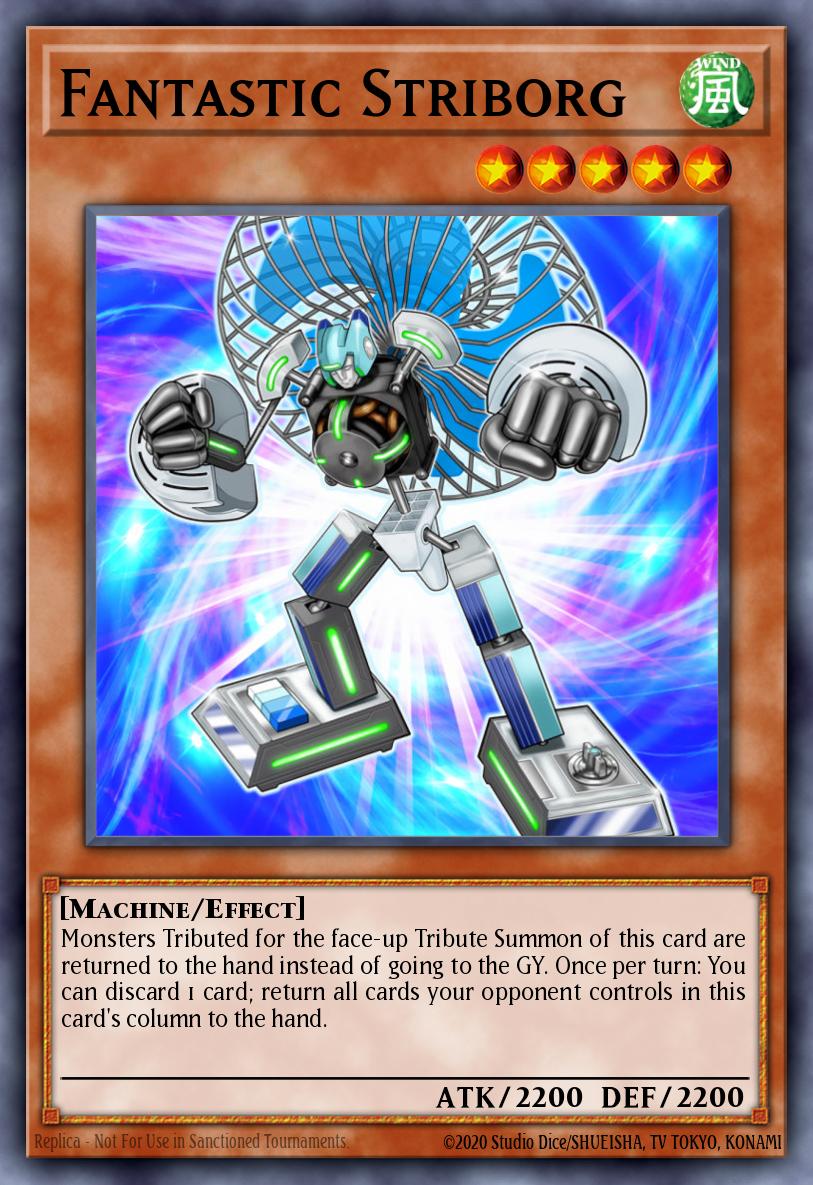 Fantastic Striborg
WIND
風
[Machine/Effect]
Monsters Tributed for the face-up Tribute Summon of this card are
returned to the hand instead of going to the GY. Once per turn: You
can discard 1 card; return all cards your opponent controls in this
card's column to the hand.
ATK/2200 DEF/2200
Replica - Not For Use in Sanctioned Tournaments.
©2020 Studio Dice/SHUEISHA, TV TOKYO, KONAMI